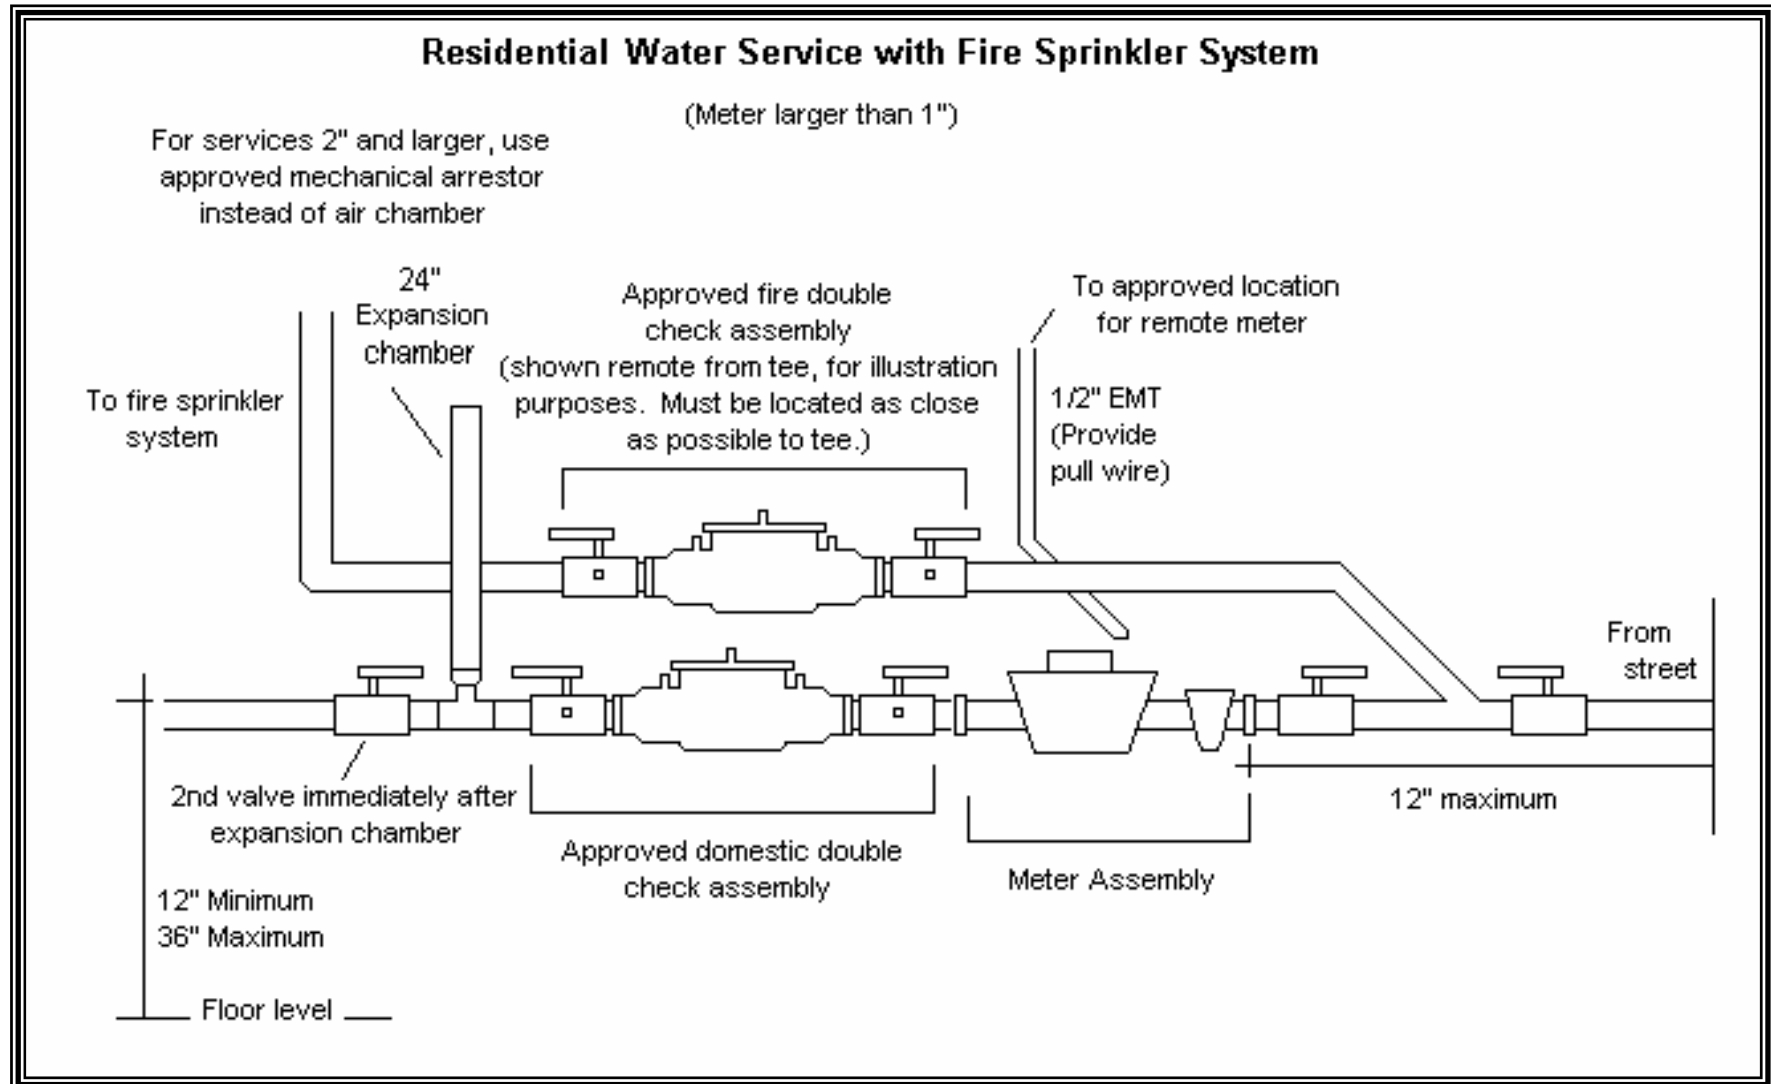 Residential Water Service with Fire Sprinkler System
(Meter larger than 1")
For services 2" and larger, use
approved mechanical arrestor
instead of air chamber
24"
Expansion
chamber
Approved fire double
check assembly
(shown remote from tee, for illustration
purposes. Must be located as close
as possible to tee.)
To approved location
for remote meter
To fire sprinkler
system
1/2" EMT
(Provide
pull wire)
From
street
2nd valve immediately after
expansion chamber
12" maximum
Approved domestic double
check assembly
Meter Assembly
12" Minimum
36" Maximum
Floor level